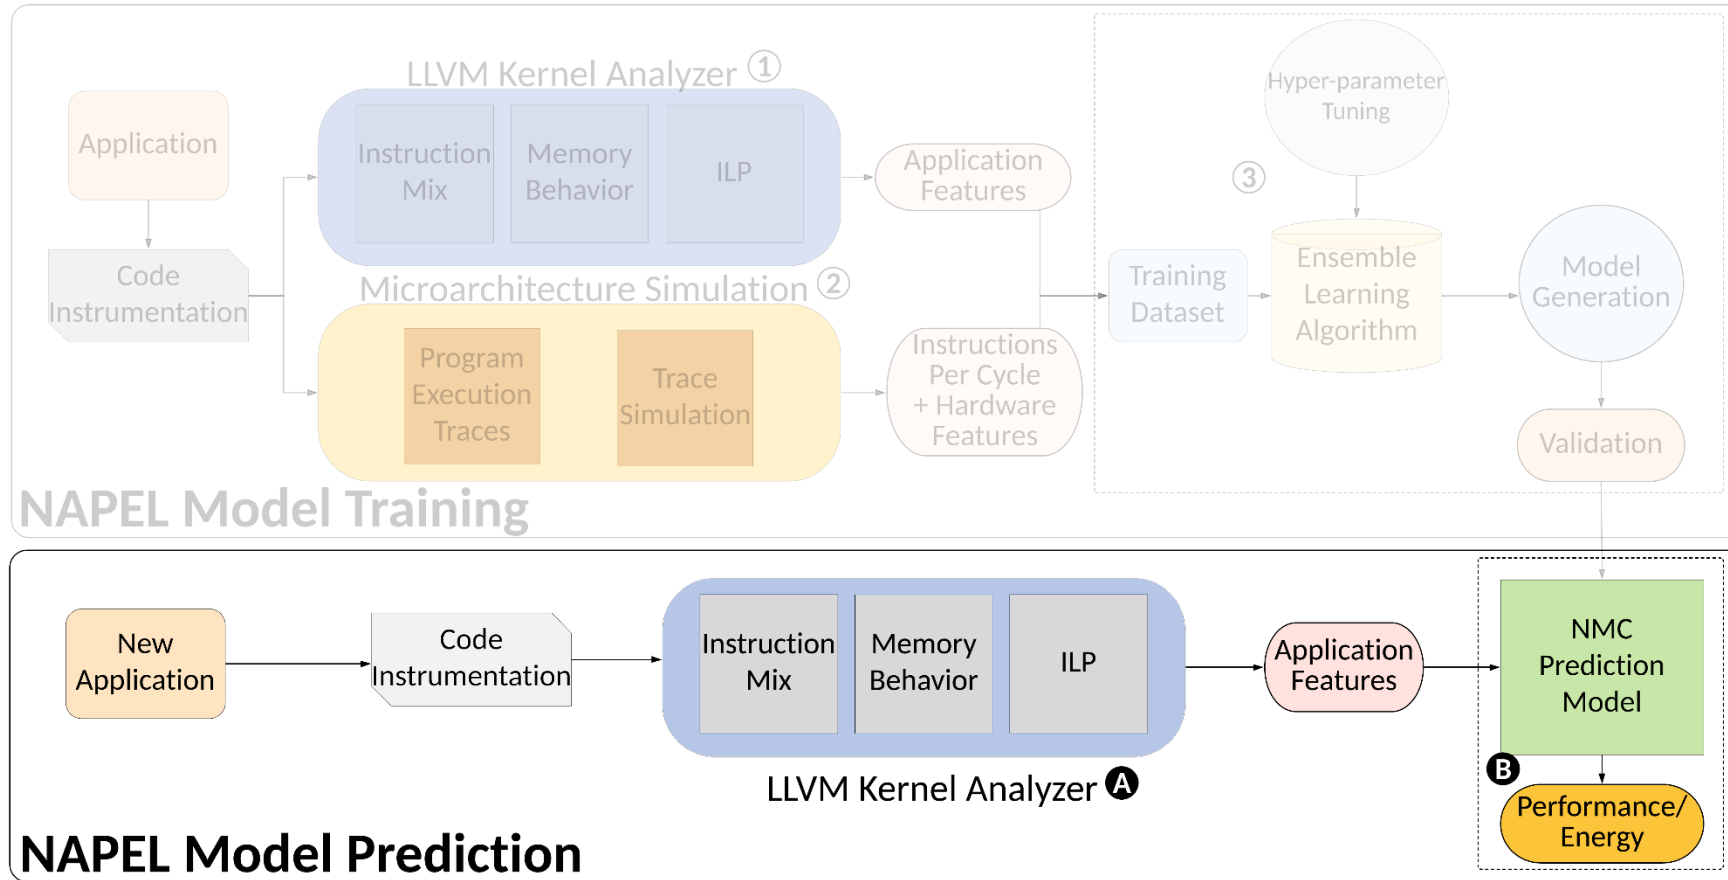 LLVM Kernel Analyzer ①
Application
Instruction
Mix
Memory
Behavior
ILP
Application
Features
Code
Instrumentation
Microarchitecture Simulation ②
Program
Execution
Traces
Trace
Simulation
Instructions
Per Cycle
+ Hardware
Features
Hyper-parameter
Tuning
③
Training
Dataset
Ensemble
Learning
Algorithm
Model
Generation
Validation
NAPEL Model Training
New
Application
Code
Instrumentation
Instruction
Mix
Memory
Behavior
ILP
LLVM Kernel Analyzer A
Application
Features
NMC
Prediction
Model
B
Performance/
Energy
NAPEL Model Prediction